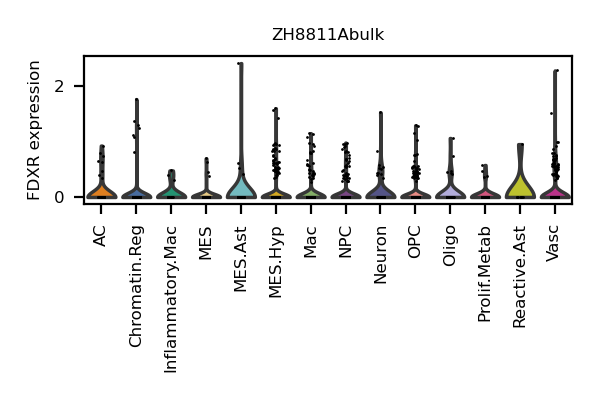 ZH8811Abulk
FDXR expression
2
0
AC
Chromatin.Reg
Inflammatory.Mac
MES
MES.Ast
MES.Hyp
Mac
NPC
Neuron
OPC
Oligo
Prolif.Metab
Reactive.Ast
Vasc